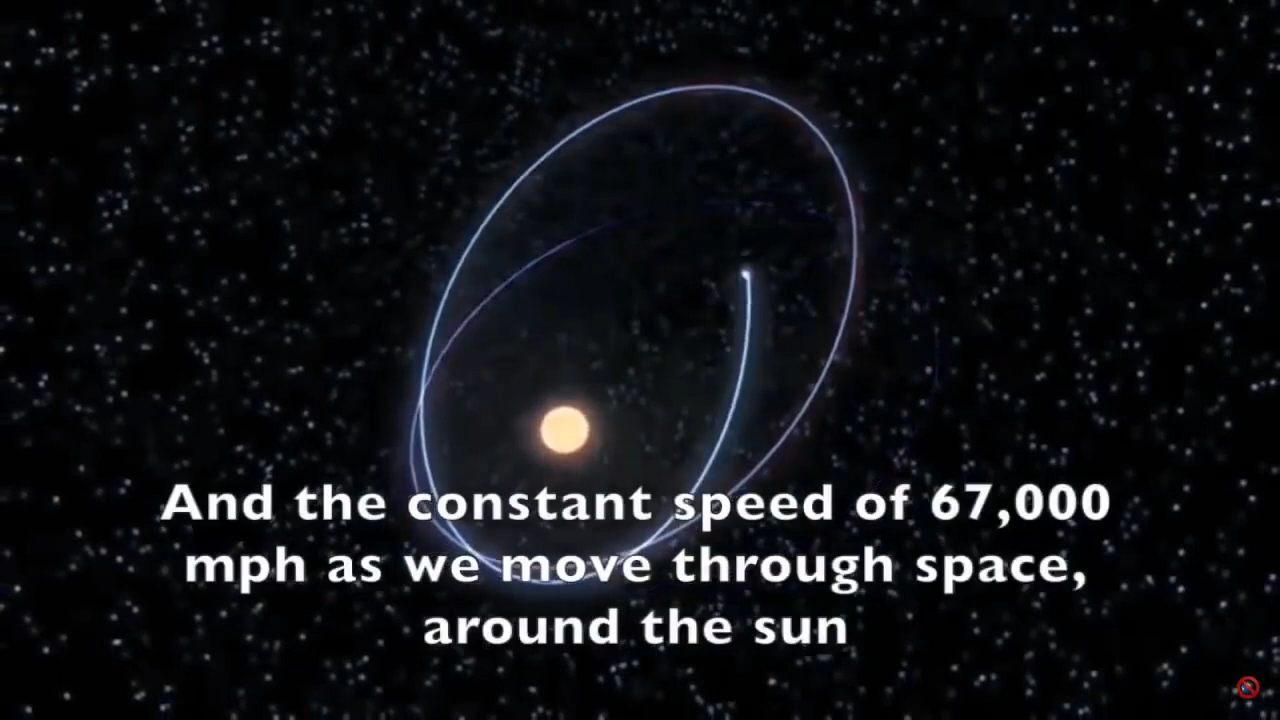 And the constant speed of 67,000
mph as we move through space,
around the sun